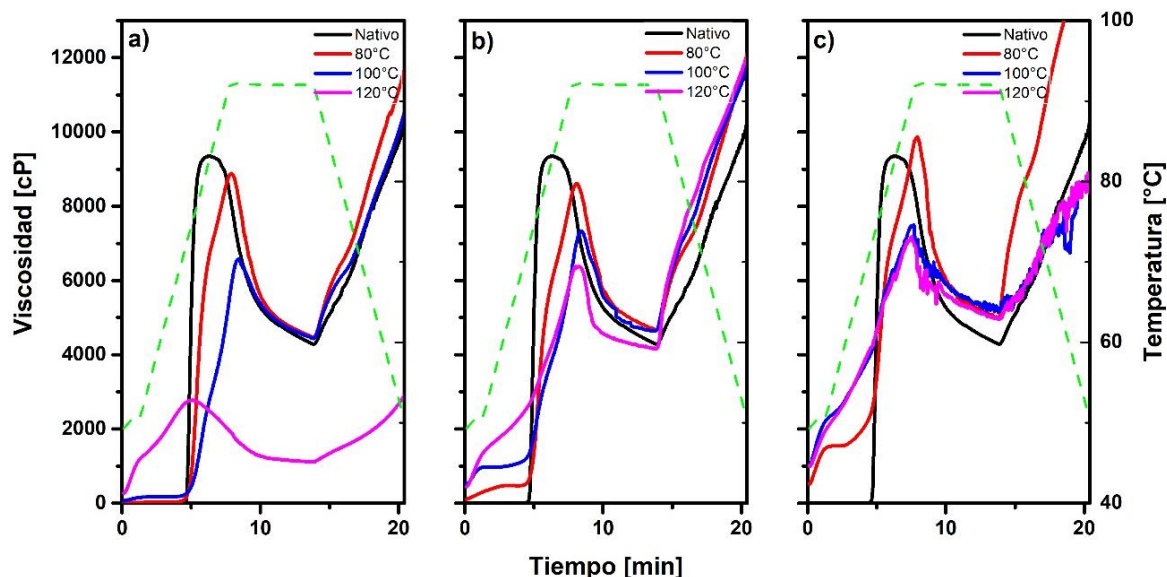 a)
Nativo
80°C
100°C
120°C
b)
Nativo
80°C
100°C
120°C
c)
Nativo
80°C
100°C
120°C
Viscosidad [cP]
12000
10000
8000
6000
4000
2000
0
100
80
60
40
Temperatura [°C]
0 10 20
0 10 20
0 10 20
Tiempo [min]